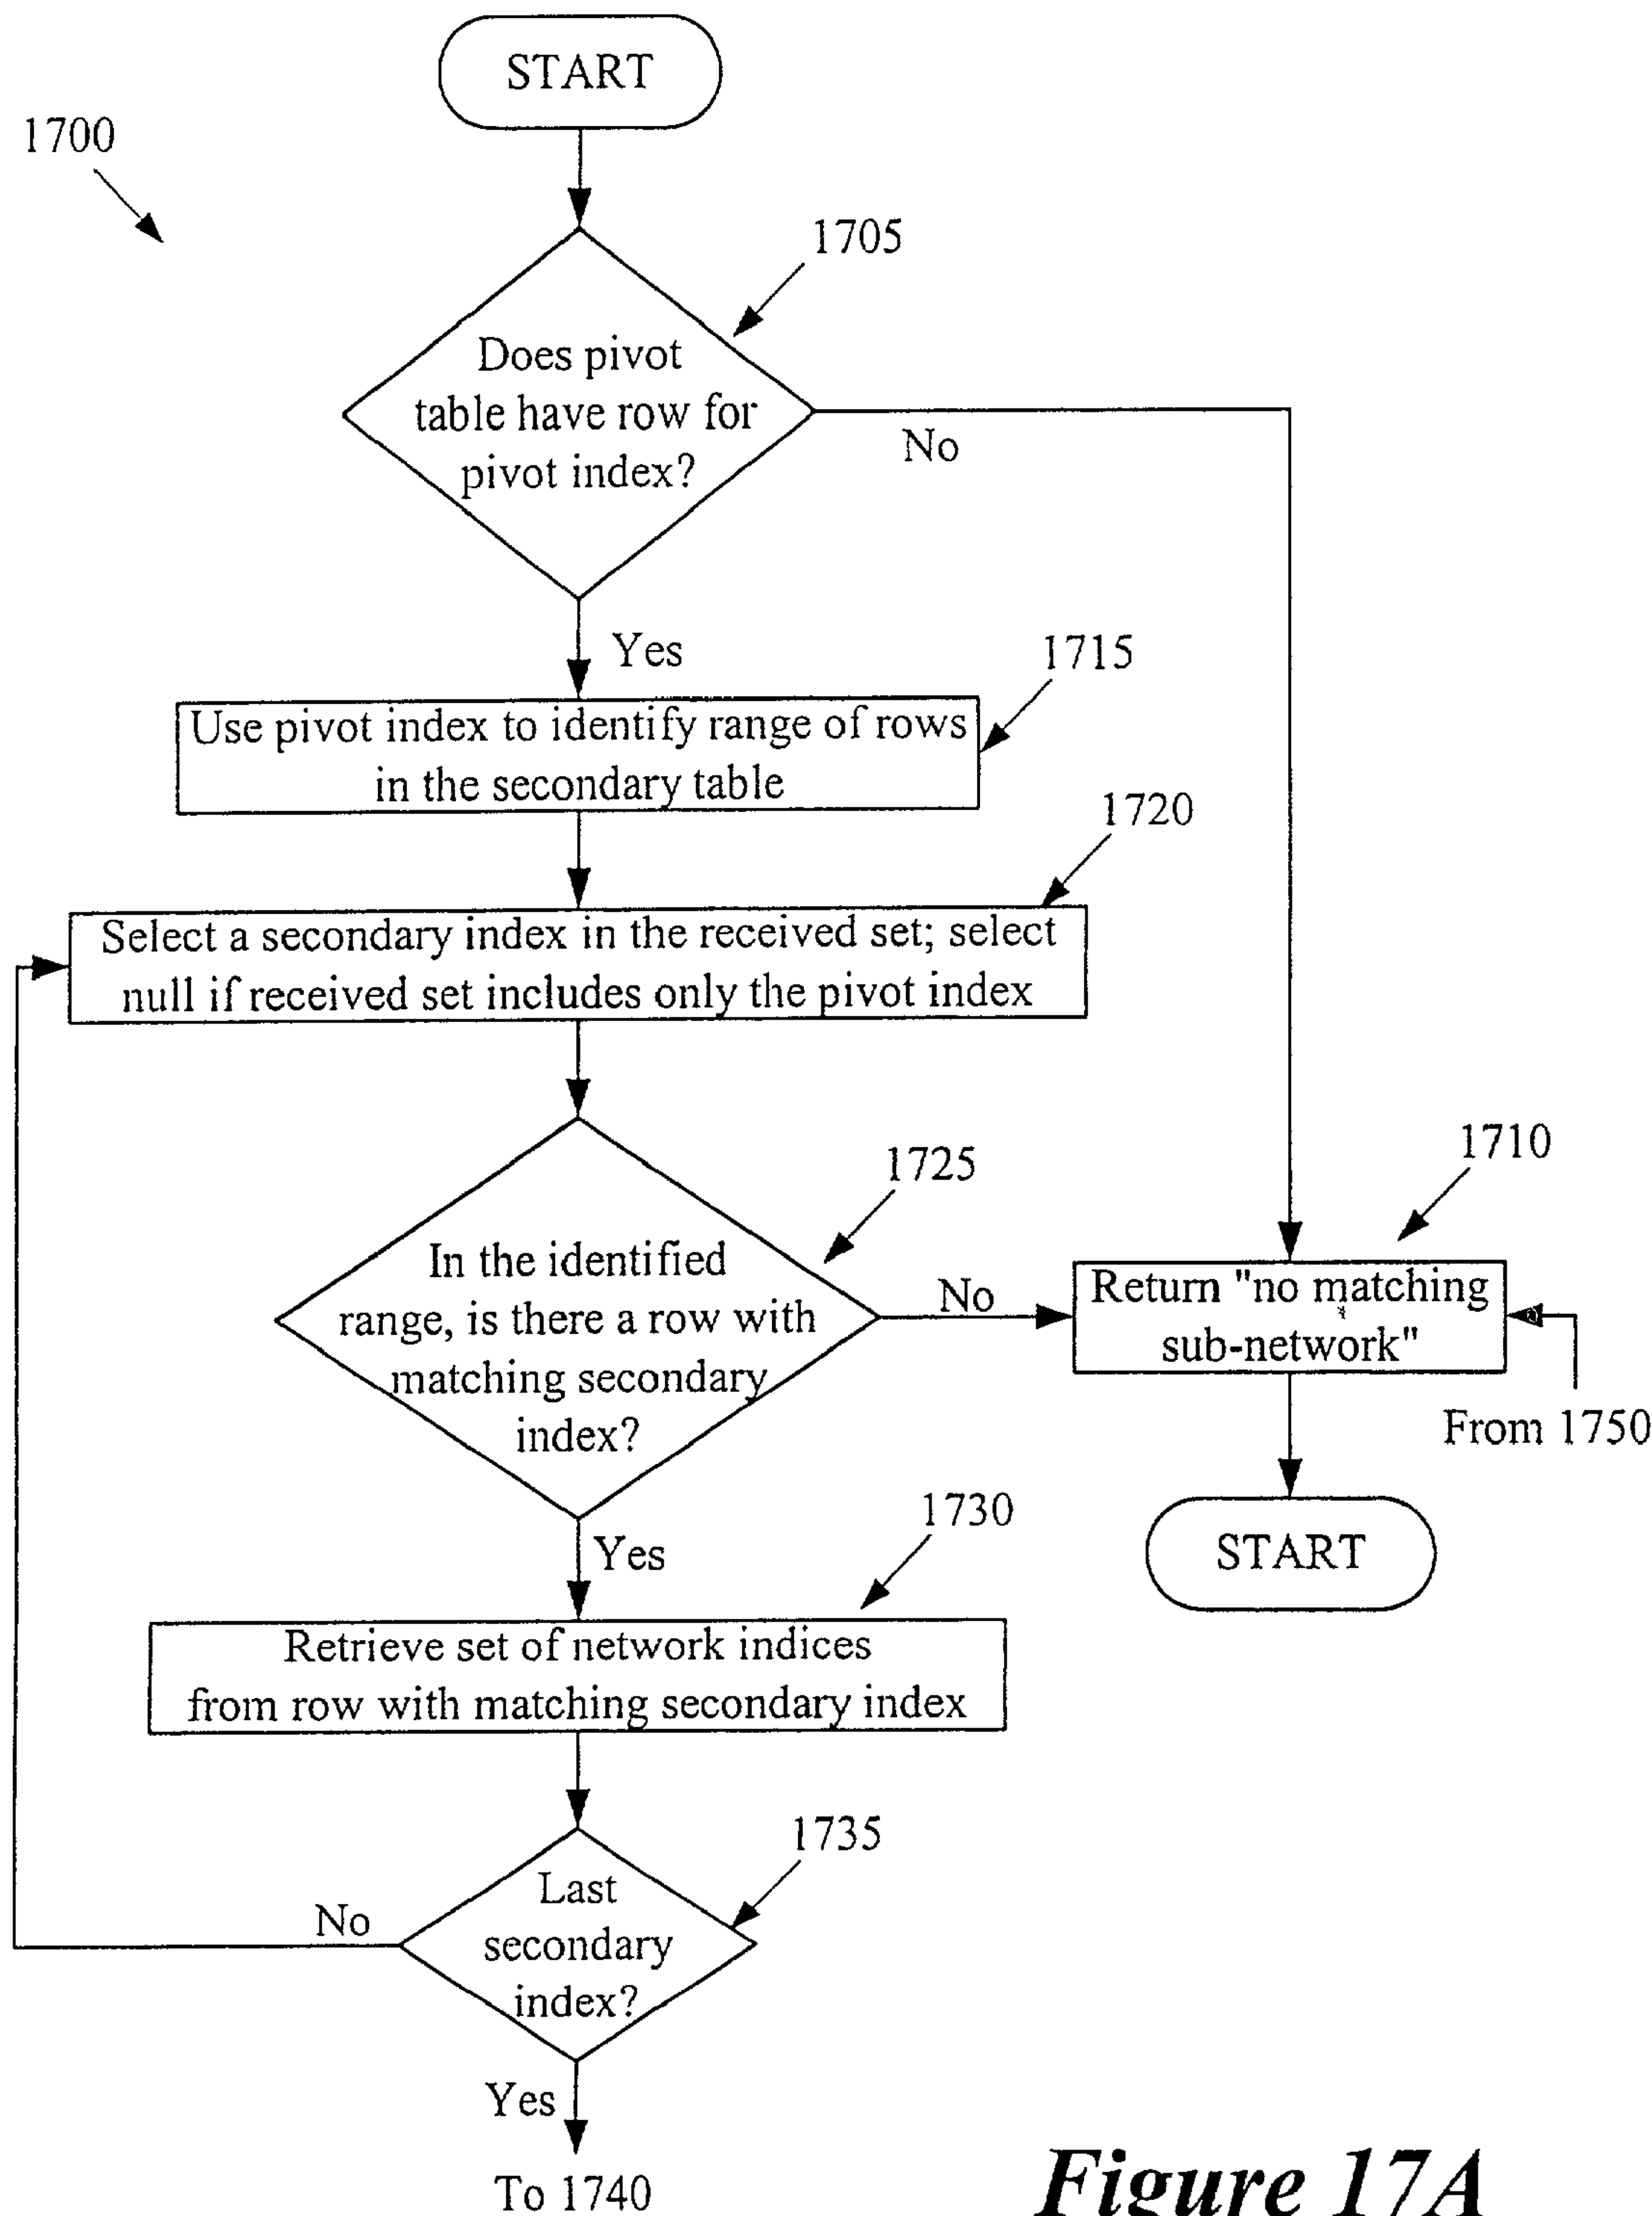 START
1700
1705
Does pivot
table have row for
pivot index?
No
Yes
1715
Use pivot index to identify range of rows
in the secondary table
1720
Select a secondary index in the received set; select
null if received set includes only the pivot index
1725
In the identified
range, is there a row with
matching secondary
index?
No
1710
Return "no matching
sub-network"
From 1750
START
Yes
1730
Retrieve set of network indices
from row with matching secondary index
1735
Last
secondary
index?
No
Yes
To 1740
Figure 17A